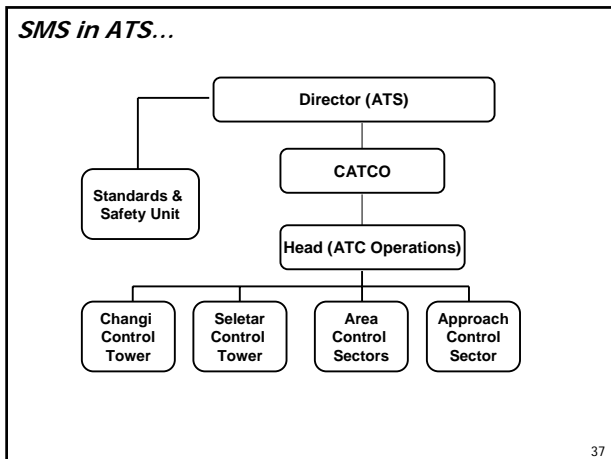 SMS in ATS...
Director (ATS)
CATCO
Standards &
Safety Unit
Head (ATC Operations)
Changi
Control
Tower
Seletar
Control
Tower
Area
Control
Sectors
Approach
Control
Sector
37